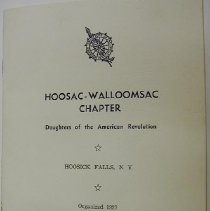 HOOSAC-WALLOOMSAC
CHAPTER
Daughters of the American Revolution
HOOSICK FALLS, N. Y.
Organized